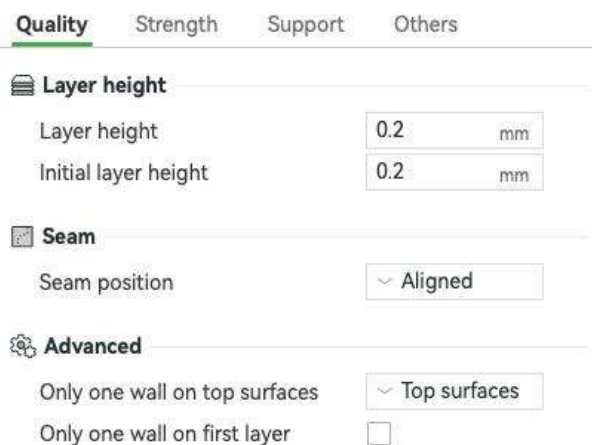 Quality Strength Support Others
Layer height
Layer height 0.2 mm
Initial layer height 0.2 mm
Seam
Seam position Aligned
Advanced
Only one wall on top surfaces Top surfaces
Only one wall on first layer